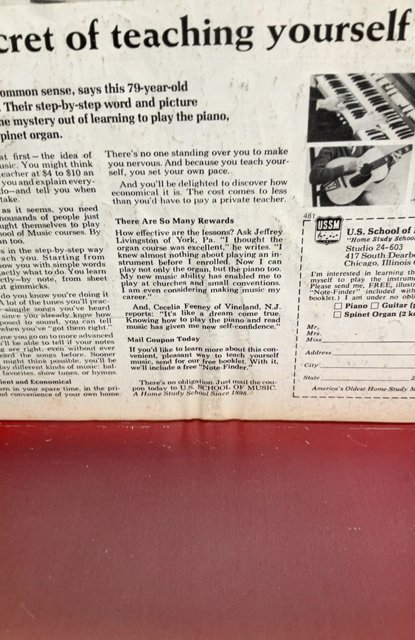 cret of teaching yourself
ommon sense, says this 79-year-old
. Their step-by-step word and picture
he mystery out of learning to play the piano,
pinet organ.
at first—the idea of
usic. You might think
eacher at $4 to $10 an
you and explain every-
do—and tell you when
take.
as it seems, you need
housands of people just
ught themselves to play
ool of Music courses. By
an too.
s in the step-by-step way
each you. Starting from
ow you with simple words
actly what to do. You learn
ctly—by note, from sheet
ut gimmicks.
do you know you're doing it
A lot of the tunes you'll prac-
simple songs you've heard
since you already know how
posed to sound, you can tell
when you've "got them right."
me you go on to more advanced
'll be able to tell if your notes
g are right, even without ever
rd the songs before. Sooner
might think possible, you'll be
lay different kinds of music: bal-
favorites, show tunes, or hymns.
ient and Economical
rn in your spare time, in the pri-
nd convenience of your own home.
There's no one standing over you to make
you nervous. And because you teach your-
self, you set your own pace.
And you'll be delighted to discover how
economical it is. The cost comes to less
than you'd have to pay a private teacher.
There Are So Many Rewards
How effective are the lessons? Ask Jeffrey
Livingston of York, Pa. "I thought the
organ course was excellent," he writes. "I
knew almost nothing about playing an in-
strument before I enrolled. Now I can
play not only the organ, but the piano too.
My new ability has enabled me to
play at churches and small conventions.
I am even considering making music my
career."
And, Cecelia Feeney of Vineland, N.J.
reports: "It's like a dream come true.
Knowing how to play the piano and read
music has given me new self-confidence."
Mail Coupon Today
If you'd like to learn more about this con-
venient, pleasant way to teach yourself
music, send for our free booklet. With it,
we'll include a free "Note-Finder."
There's no obligation. Just mail the cou-
pon today to U.S. SCHOOL OF MUSIC.
A Home Study School Since 1898.
461
USSM
U.S. School of
"Home Study Schoo
Studio 24-603
417 South Dearbo
Chicago, Illinois
I'm interested in learning th
myself to play the instrume
Please send me, FREE, illust
"Note-Finder" included with
booklet.) I am under no obli
Piano Guitar
Spinet Organ (2 ke
Mr.
Mrs.
Miss
Address
City
State
America's Oldest Home Study M